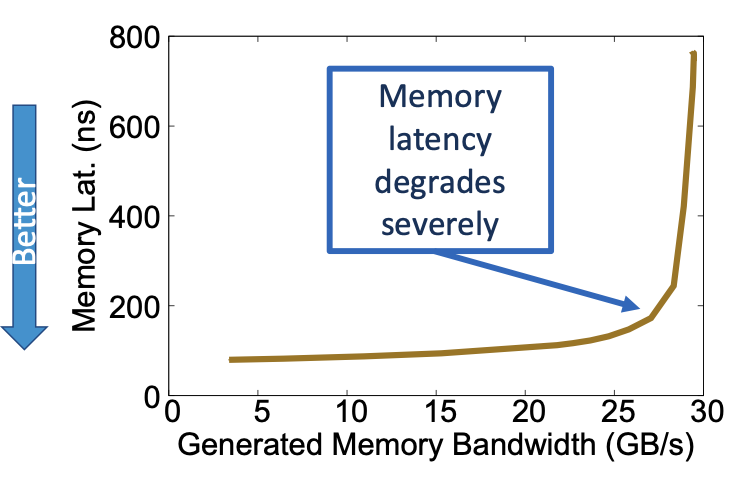 800
600
400
200
0
Memory Lat. (ns)
Better
Memory
latency
degrades
severely
0 5 10 15 20 25 30
Generated Memory Bandwidth (GB/s)